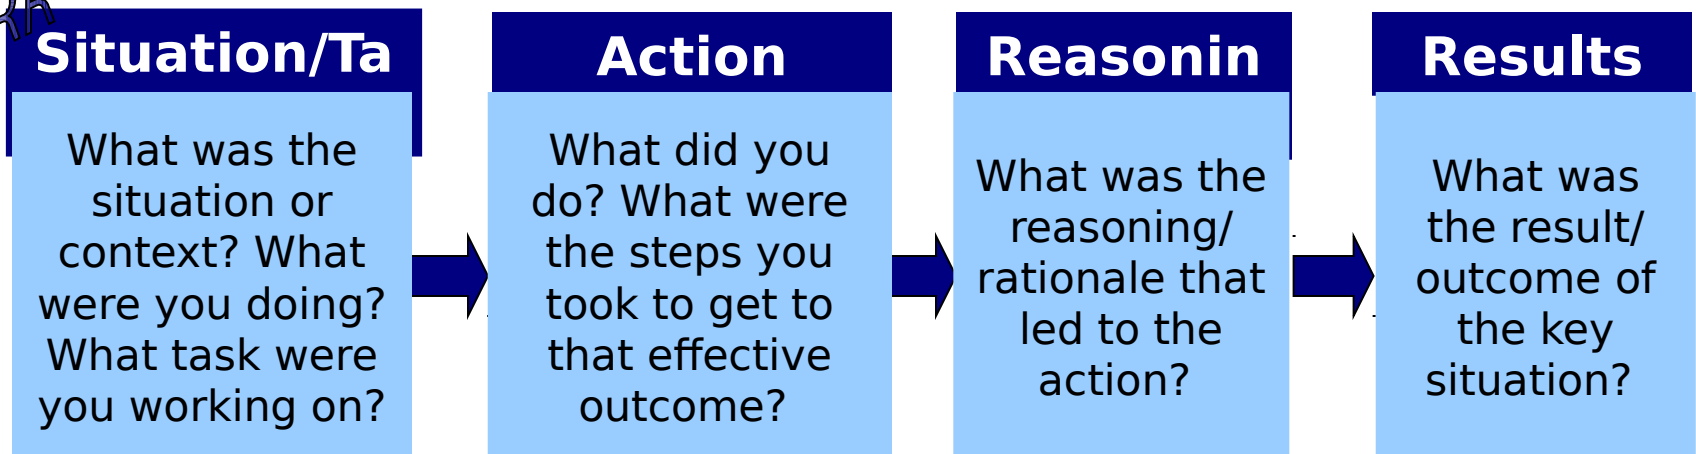 Situation/Ta
What was the
situation or
context? What
were you doing?
What task were
you working on?
Action
What did you
do? What were
the steps you
took to get to
that effective
outcome?
Reasonin
What was the
reasoning/
rationale that
led to the
action?
Results
What was
the result/
outcome of
the key
situation?